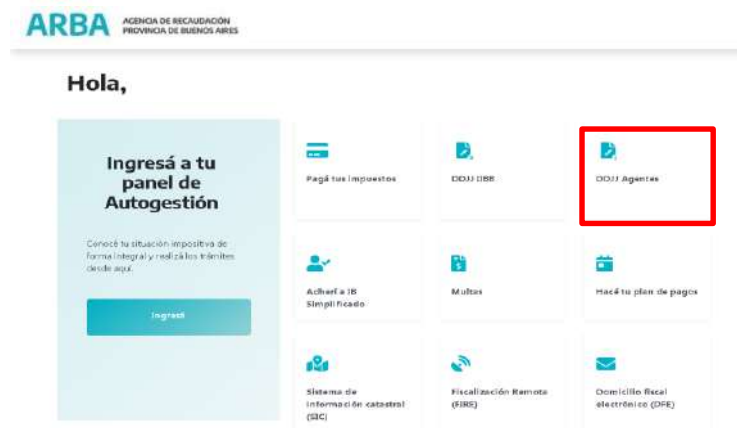 ARBA
AGENCIA DE RECAUDACIÓN
PROVINCIA DE BUENOS AIRES
Hola,
Ingresá a tu
panel de
Autogestión
Conocé tu situación impositiva de
forma integral y realizá los trámites
desde aquí.
Ingresá
Pagá tus impuestos
DDJJ IIBB
DDJJ Agentes
Adherí a IB
Simplificado
Multas
Hacé tu plan de pagos
Sistema de
información catastral
(SIC)
Fiscalización Remota
(FIRE)
Domicilio fiscal
electrónico (DFE)